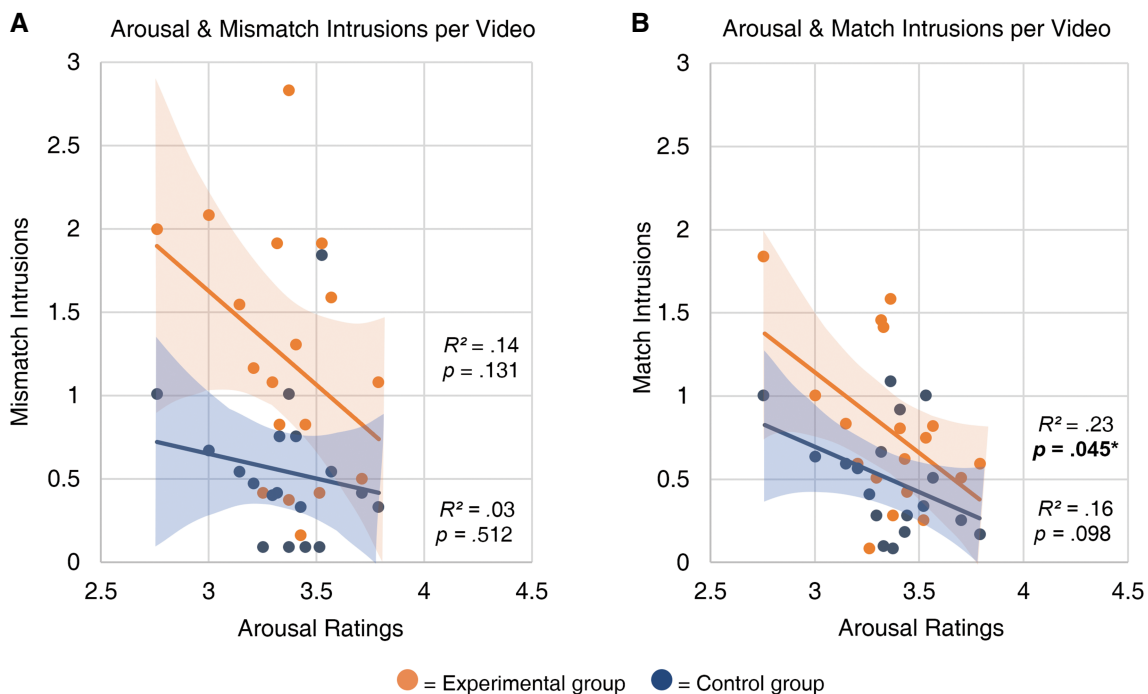 A
Arousal & Mismatch Intrusions per Video
3
2.5
2
1.5
1
0.5
0
2.5
3
3.5
4
4.5
Mismatch Intrusions
Arousal Ratings
R² = .14
p = .131
R² = .03
p = .512
B
Arousal & Match Intrusions per Video
3
2.5
2
1.5
1
0.5
0
2.5
3
3.5
4
4.5
Match Intrusions
Arousal Ratings
R² = .23
p = .045*
R² = .16
p = .098
= Experimental group
= Control group